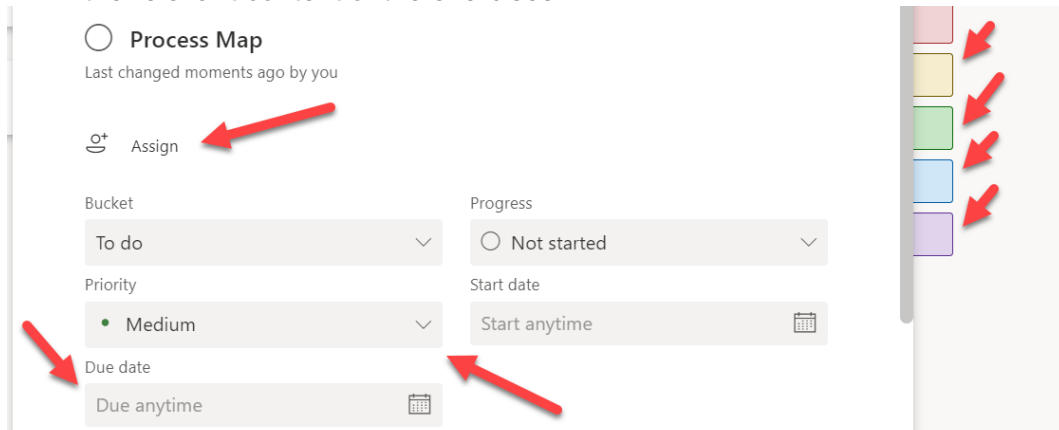 Process Map
Last changed moments ago by you
Assign
Bucket
Progress
To do
Not started
Priority
Start date
Medium
Start anytime
Due date
Due anytime